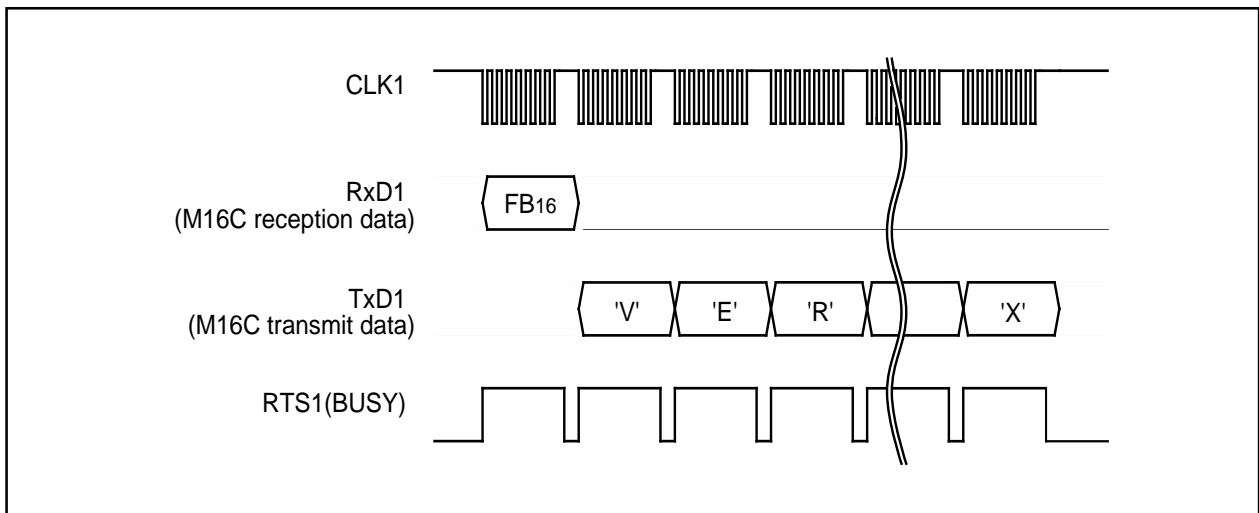 CLK1
RxD1
(M16C reception data)
FB16
TxD1
(M16C transmit data)
'V' 'E' 'R' 'X'
RTS1(BUSY)